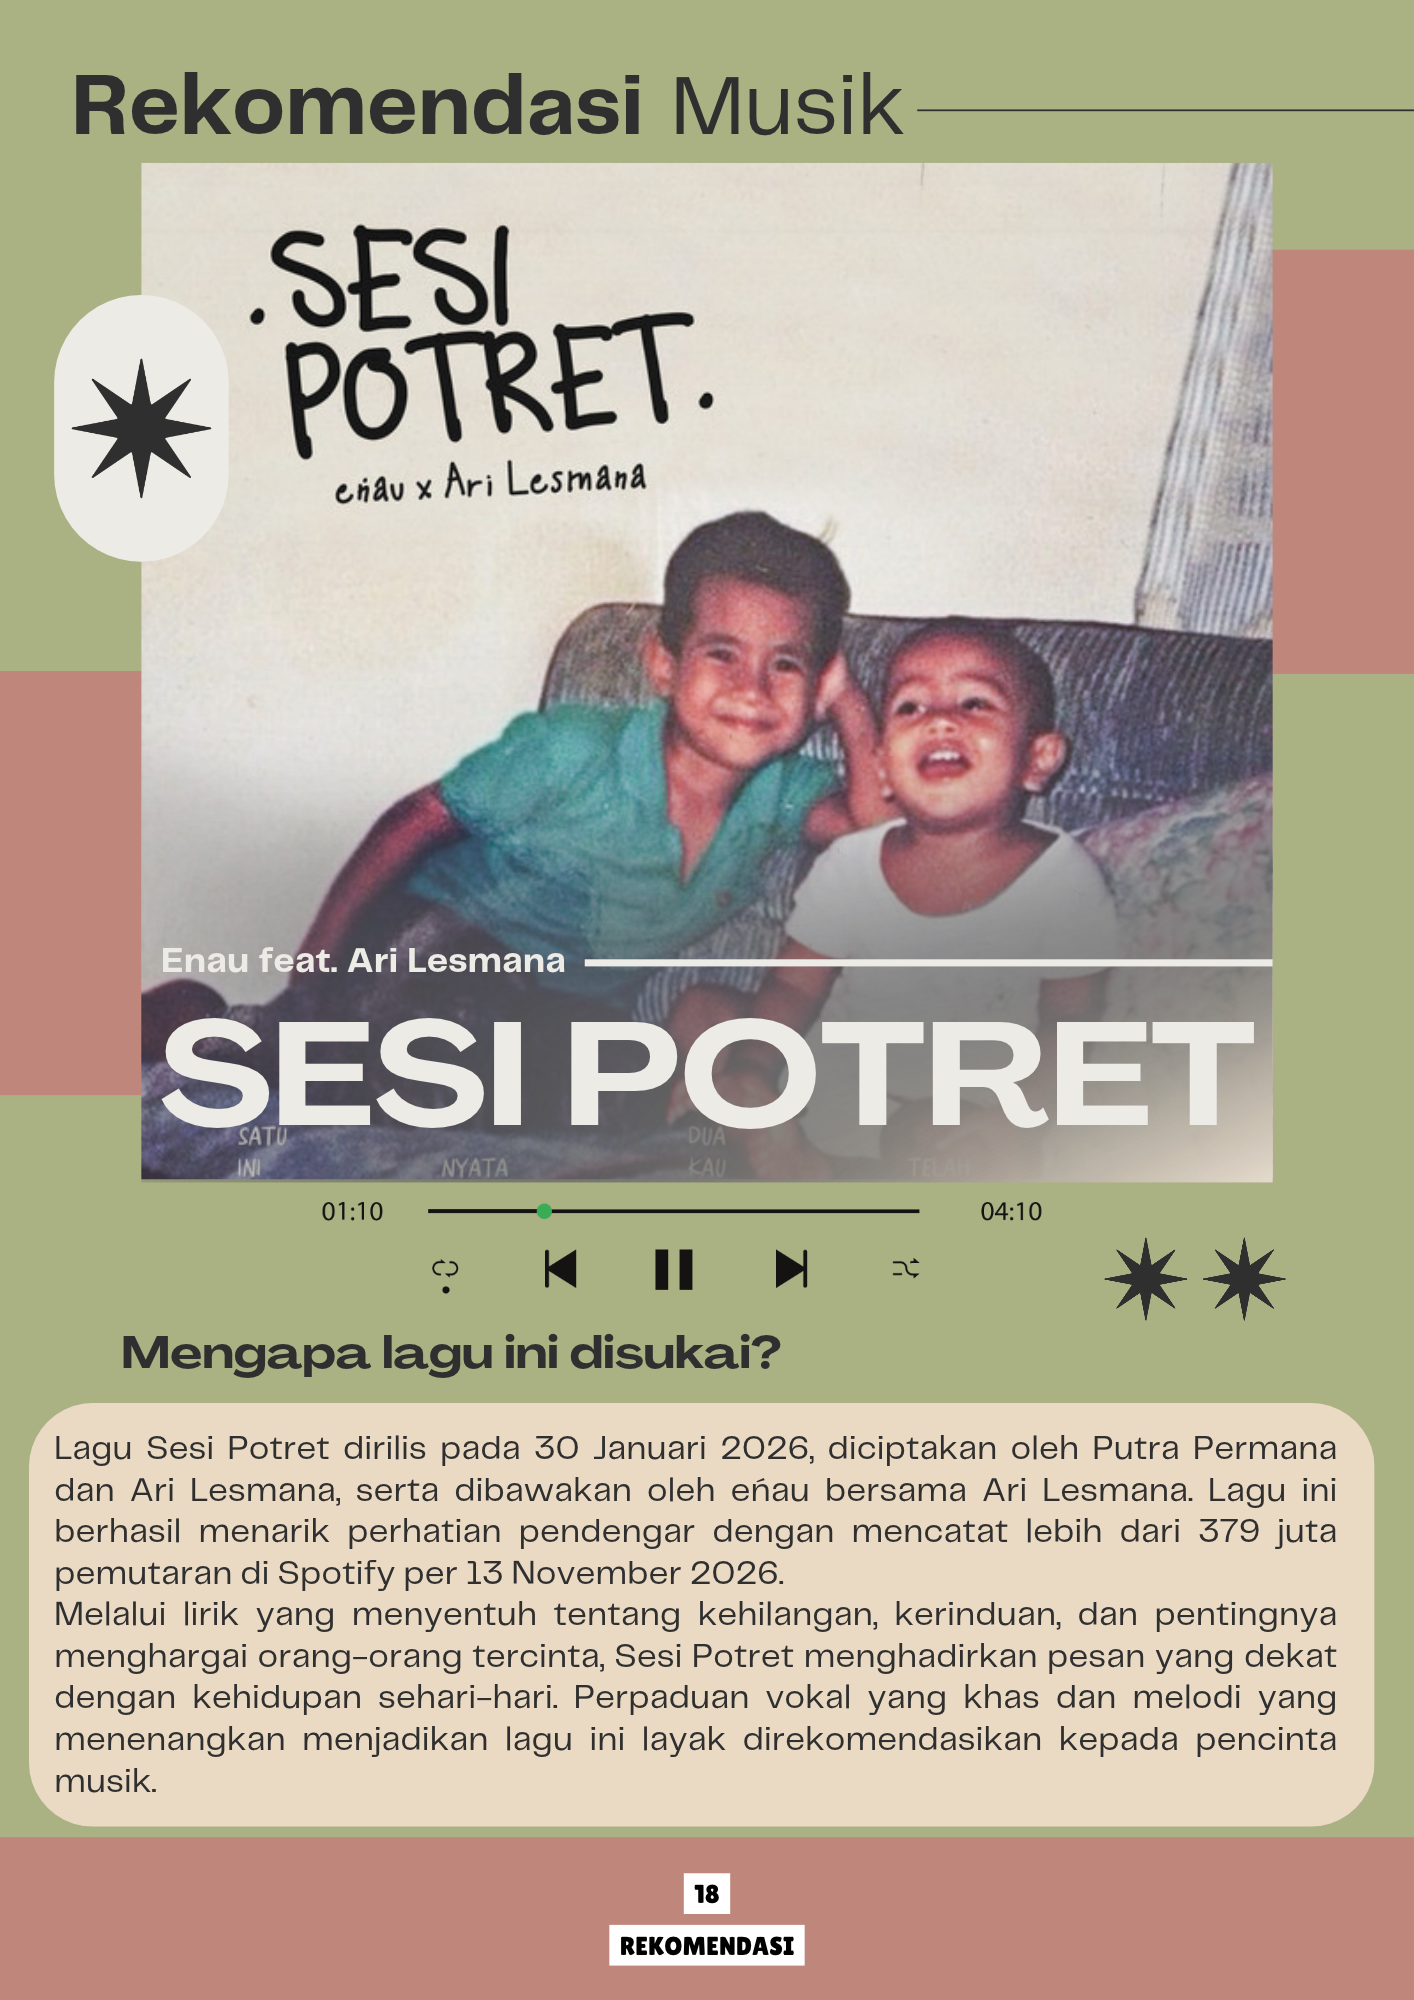 Rekomendasi Musik
.SESI
POTRET.
eńau x Ari Lesmana
Enau feat. Ari Lesmana
SESI POTRET
SATU DUA
INI NYATA KAU TELAH
01:10 04:10
Mengapa lagu ini disukai?
Lagu Sesi Potret dirilis pada 30 Januari 2026, diciptakan oleh Putra Permana
dan Ari Lesmana, serta dibawakan oleh eńau bersama Ari Lesmana. Lagu ini
berhasil menarik perhatian pendengar dengan mencatat lebih dari 379 juta
pemutaran di Spotify per 13 November 2026.
Melalui lirik yang menyentuh tentang kehilangan, kerinduan, dan pentingnya
menghargai orang-orang tercinta, Sesi Potret menghadirkan pesan yang dekat
dengan kehidupan sehari-hari. Perpaduan vokal yang khas dan melodi yang
menenangkan menjadikan lagu ini layak direkomendasikan kepada pencinta
musik.
18
REKOMENDASI